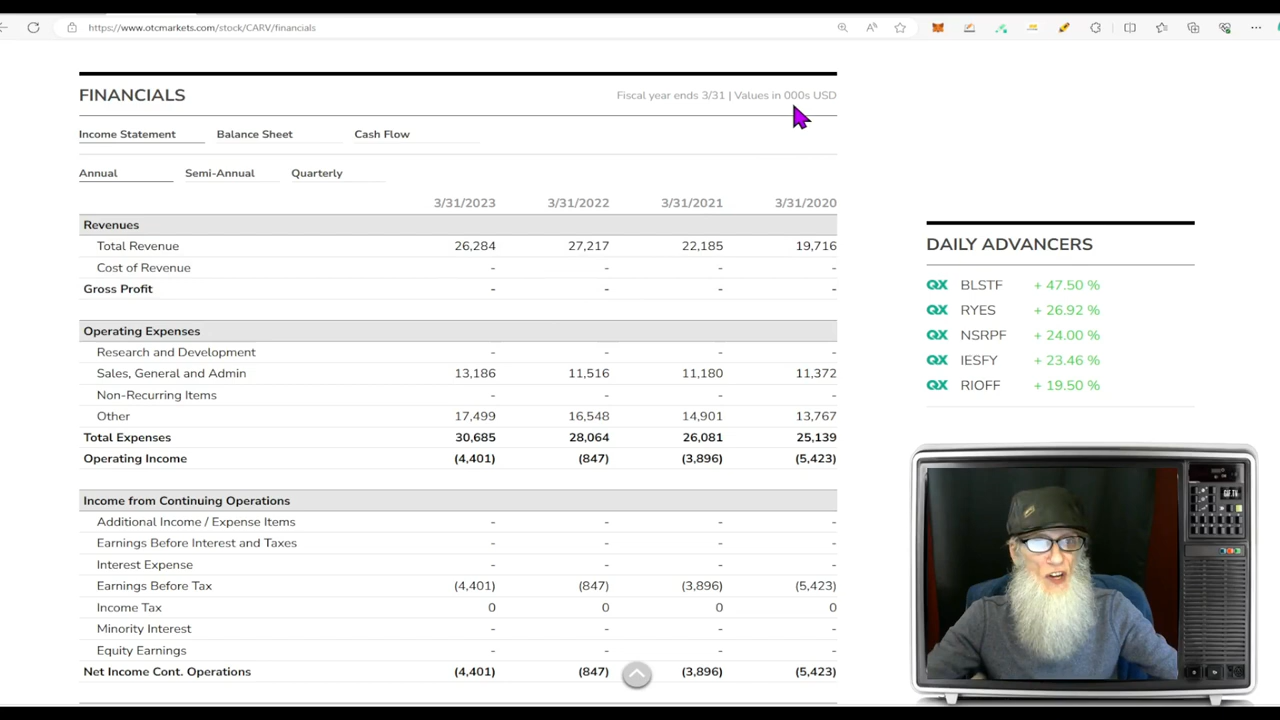 https://www.otcmarkets.com/stock/CARV/financials
FINANCIALS
Fiscal year ends 3/31 | Values in 000s USD
Income Statement Balance Sheet Cash Flow
Annual Semi-Annual Quarterly
3/31/2023 3/31/2022 3/31/2021 3/31/2020
Revenues
Total Revenue 26,284 27,217 22,185 19,716
Cost of Revenue - - - -
Gross Profit - - - -
Operating Expenses
Research and Development - - - -
Sales, General and Admin 13,186 11,516 11,180 11,372
Non-Recurring Items - - - -
Other 17,499 16,548 14,901 13,767
Total Expenses 30,685 28,064 26,081 25,139
Operating Income (4,401) (847) (3,896) (5,423)
Income from Continuing Operations
Additional Income / Expense Items - - - -
Earnings Before Interest and Taxes - - - -
Interest Expense - - - -
Earnings Before Tax (4,401) (847) (3,896) (5,423)
Income Tax 0 0 0 0
Minority Interest - - - -
Equity Earnings - - - -
Net Income Cont. Operations (4,401) (847) (3,896) (5,423)
DAILY ADVANCERS
QX BLSTF + 47.50 %
QX RYES + 26.92 %
QX NSRPF + 24.00 %
QX IESFY + 23.46 %
QX RIOFF + 19.50 %